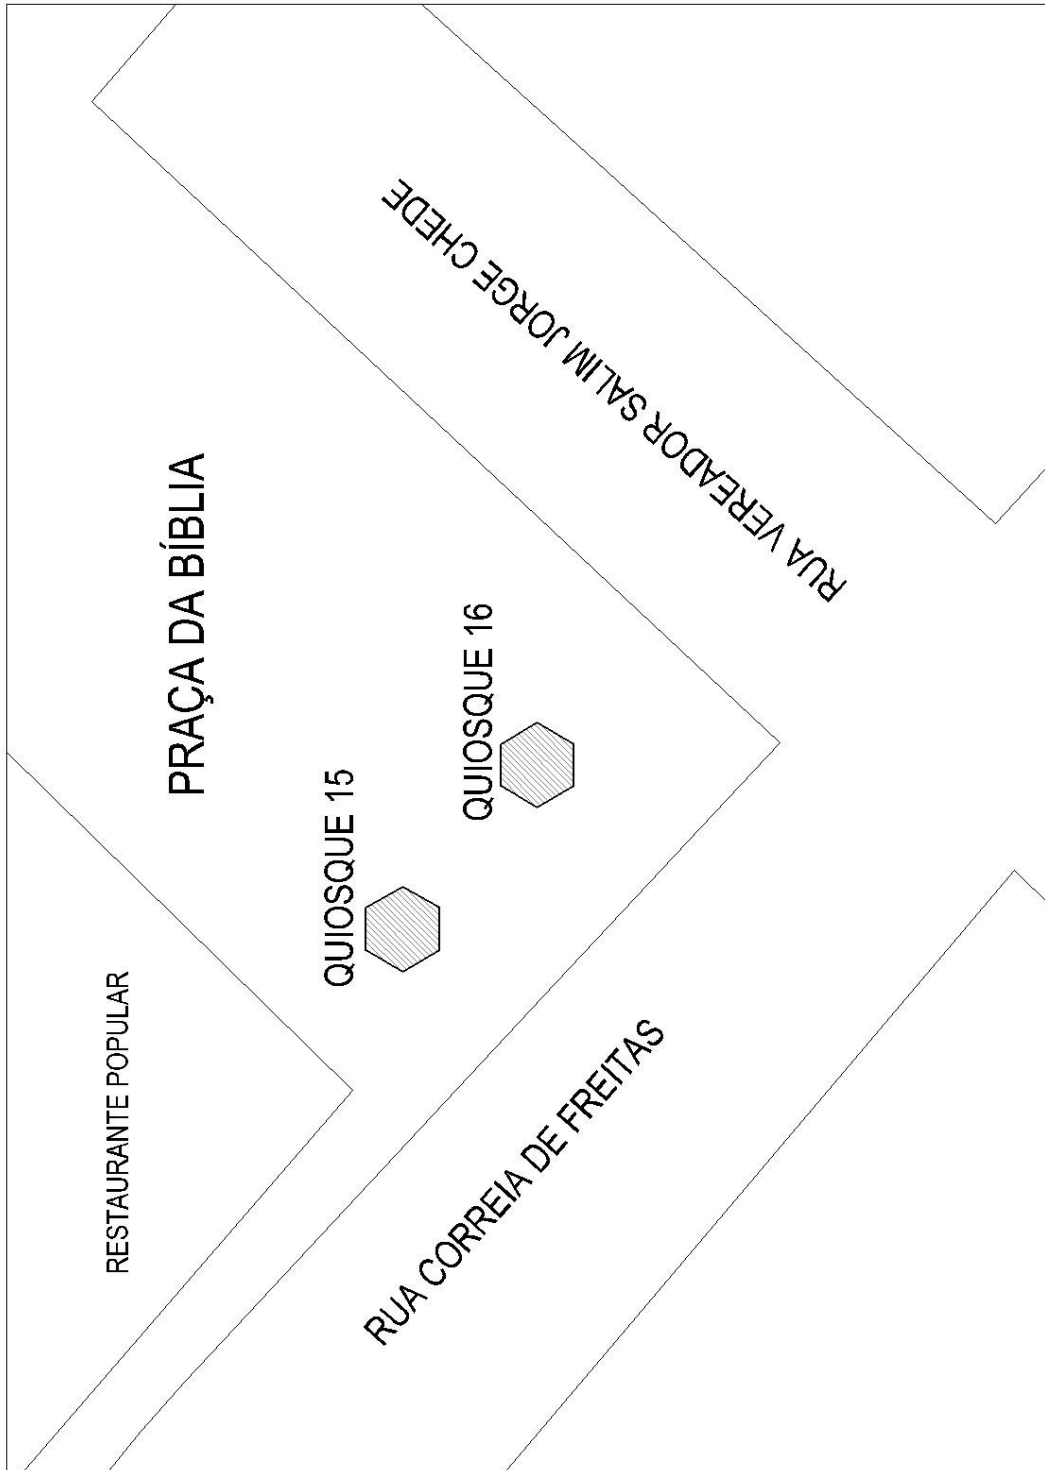 RESTAURANTE POPULAR
PRAÇA DA BÍBLIA
QUIOSQUE 15
QUIOSQUE 16
RUA CORREIA DE FREITAS
RUA VEREADOR SALIM JORGE CHEDE